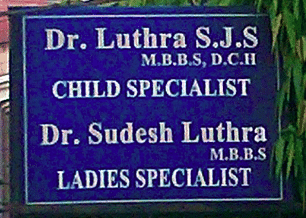 Dr. Luthra S.J.S
M.B.B.S, D.C.H
CHILD SPECIALIST
Dr. Sudesh Luthra
M.B.B.S
LADIES SPECIALIST